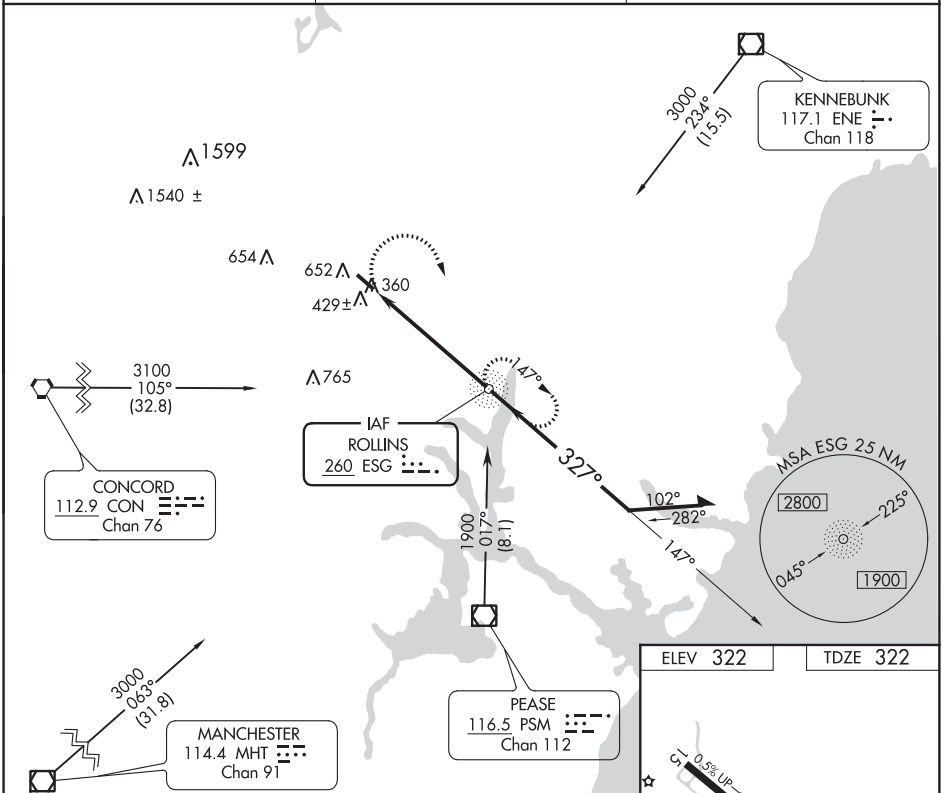 KENNEBUNK
117.1 ENE
Chan 118
3000
234°
(15.5)
1599
1540 ±
654
652
360
429±
765
3100
105°
(32.8)
147°
IAF
ROLLINS
260 ESG
CONCORD
112.9 CON
Chan 76
327°
102°
282°
147°
1900
017°
(8.1)
MSA ESG 25 NM
2800
225°
045°
1900
ELEV 322
TDZE 322
PEASE
116.5 PSM
Chan 112
3000
063°
(31.8)
MANCHESTER
114.4 MHT
Chan 91
15
0.5% UP